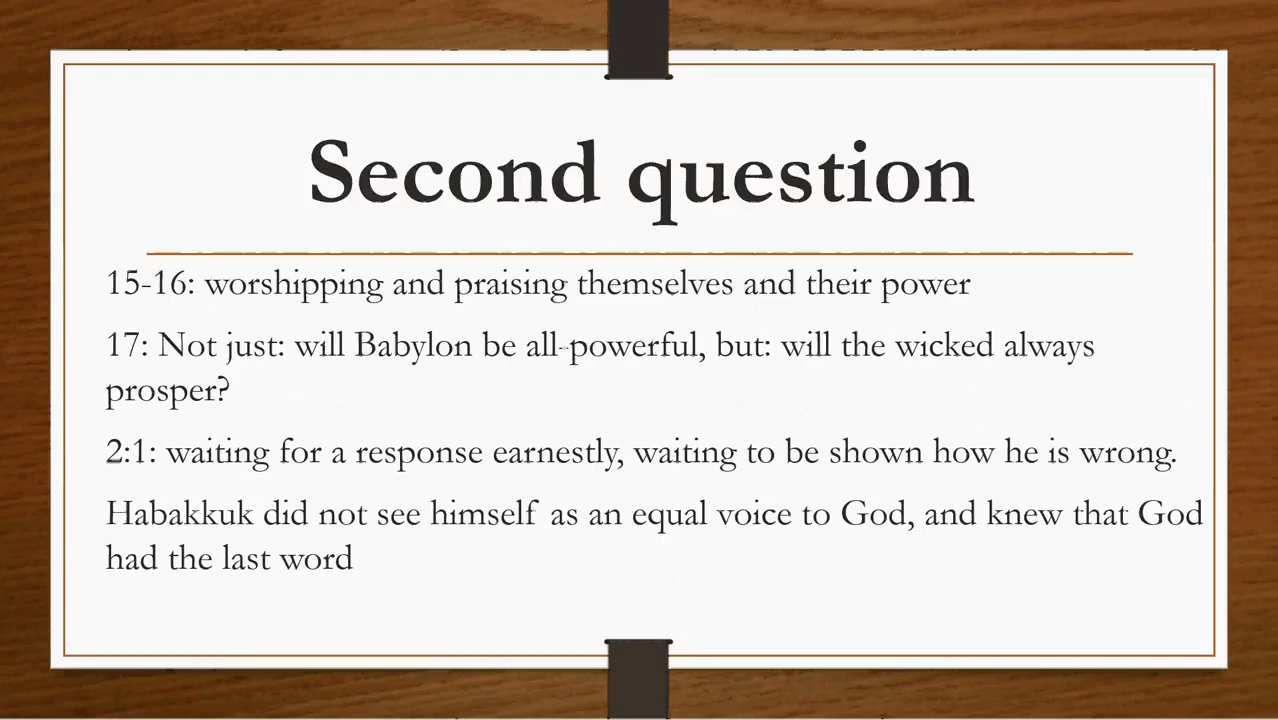 Second question
15-16: worshipping and praising themselves and their power
17: Not just: will Babylon be all-powerful, but: will the wicked always
prosper?
2:1: waiting for a response earnestly, waiting to be shown how he is wrong.
Habakkuk did not see himself as an equal voice to God, and knew that God
had the last word